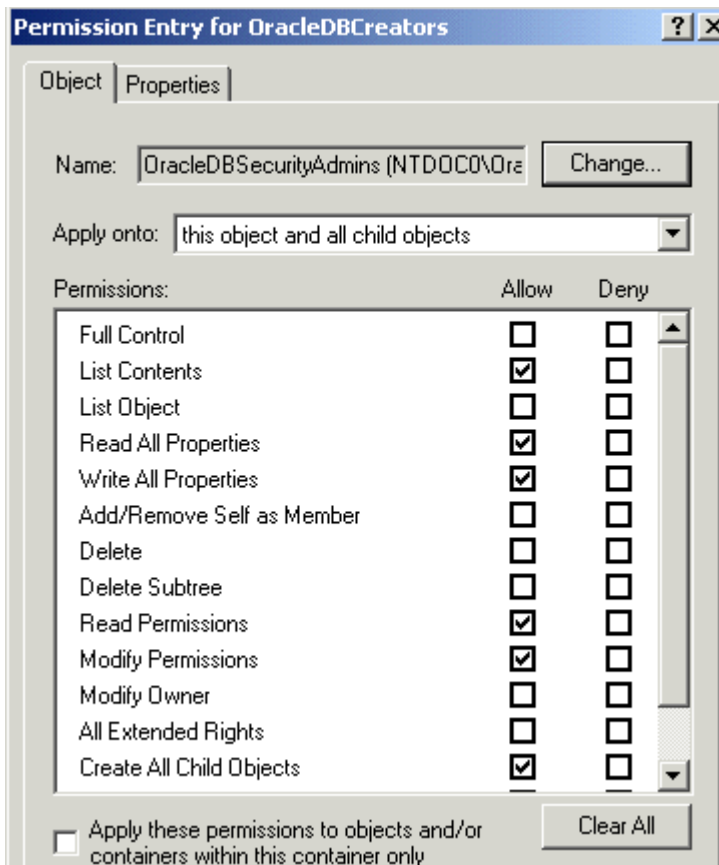 Permission Entry for OracleDBCreators
Object Properties
Name: OracleDBSecurityAdmins (NTDOC0\Ora Change...
Apply onto: this object and all child objects
Permissions: Allow Deny
Full Control
List Contents
List Object
Read All Properties
Write All Properties
Add/Remove Self as Member
Delete
Delete Subtree
Read Permissions
Modify Permissions
Modify Owner
All Extended Rights
Create All Child Objects
Apply these permissions to objects and/or
containers within this container only
Clear All